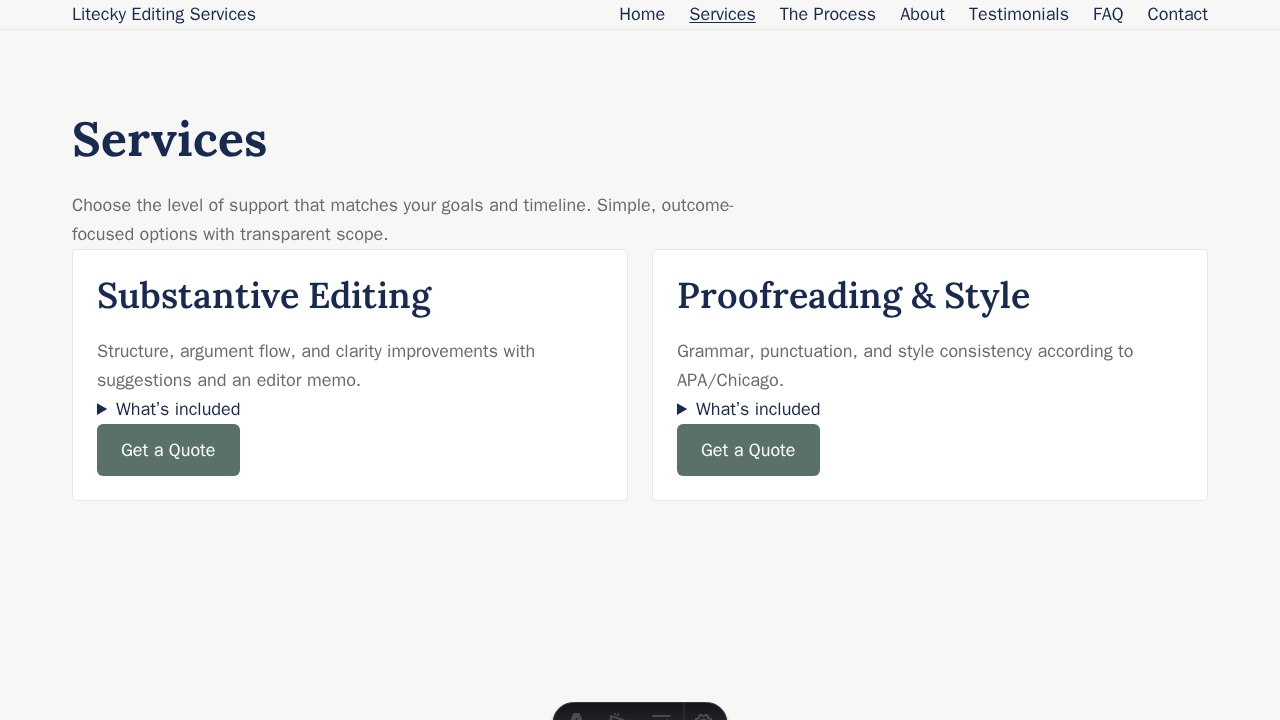 Litecky Editing Services
Home Services The Process About Testimonials FAQ Contact
Services
Choose the level of support that matches your goals and timeline. Simple, outcome-
focused options with transparent scope.
Substantive Editing
Structure, argument flow, and clarity improvements with
suggestions and an editor memo.
What's included
Get a Quote
Proofreading & Style
Grammar, punctuation, and style consistency according to
APA/Chicago.
What's included
Get a Quote